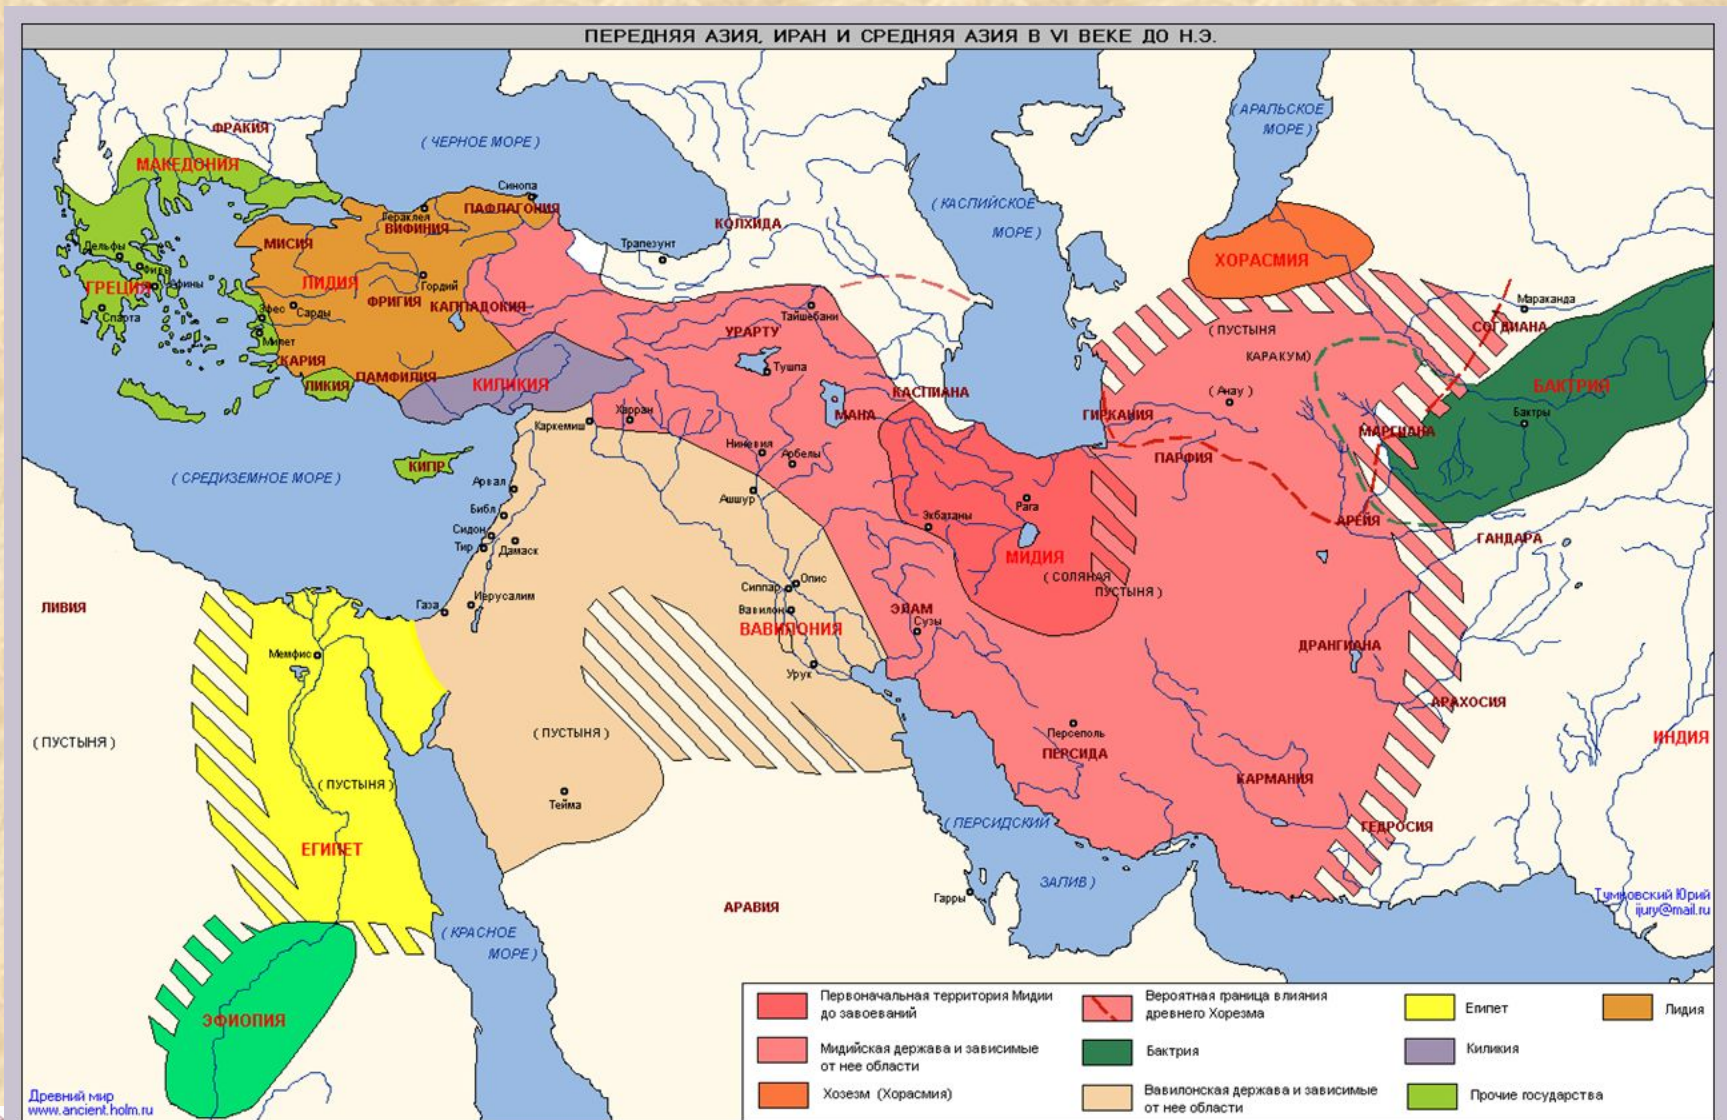 ПЕРЕДНЯЯ АЗИЯ, ИРАН И СРЕДНЯЯ АЗИЯ В VI ВЕКЕ ДО Н.Э.
ФРАКИЯ
МАКЕДОНИЯ
( ЧЕРНОЕ МОРЕ )
( АРАЛЬСКОЕ
МОРЕ )
( КАСПИЙСКОЕ
МОРЕ )
Синопа
ПАФЛАГОНИЯ
Гераклел
ВИФИНИЯ
КОЛХИДА
Трапезунт
МИСИЯ
Дельфы
Фивы
Афины
ГРЕЦИЯ
Спарта
ЛИДИЯ
Гордий
ФРИГИЯ
КАППАДОКИЯ
Эфес
Сарды
Милет
КАРИЯ
ЛИКИЯ
ПАМФИЛИЯ
КИЛИКИЯ
УРАРТУ
Тайшебани
Тушпа
МАНА
КАСПИАНА
ХОРАСМИЯ
( ПУСТЫНЯ
КАРАКУМ)
Мараканда
СОГДИАНА
БАКТРИЯ
Бактры
(Анау )
ГИРКАНИЯ
МАРГИАНА
ПАРФИЯ
АРЕЙЯ
ГАНДАРА
Каркемиш
Харран
Ниневил
Арбелы
Ашшур
КИПР
( СРЕДИЗЕМНОЕ МОРЕ )
Арвал
Библ
Сидон
Тир
Дамаск
Экбатаны
Рага
МИДИЯ
( СОЛЯНАЯ
ПУСТЫНЯ )
Сиппар
Опис
Вавилон
ВАВИЛОНИЯ
Урук
ЭЛАМ
Сузы
ЛИВИЯ
Газа
Иерусалим
Мемфис
ДРАНГИАНА
АРАХОСИЯ
ИНДИЯ
( ПУСТЫНЯ )
( ПУСТЫНЯ )
( ПУСТЫНЯ )
Тейма
Персеполь
ПЕРСИДА
КАРМАНИЯ
ГЕДРОСИЯ
ЕГИПЕТ
( ПЕРСИДСКИЙ
ЗАЛИВ )
Гарры
АРАВИЯ
( КРАСНОЕ
МОРЕ )
ЭФИОПИЯ
Тумковский Юрий
ijury@mail.ru
Древний мир
www.ancient.holm.ru
Первоначальная территория Мидии
до завоеваний
Мидийская держава и зависимые
от нее области
Хозезм (Хорасмия)
Вероятная граница влияния
древнего Хорезма
Бактрия
Вавилонская держава и зависимые
от нее области
Египет
Киликия
Прочие государства
Лидия